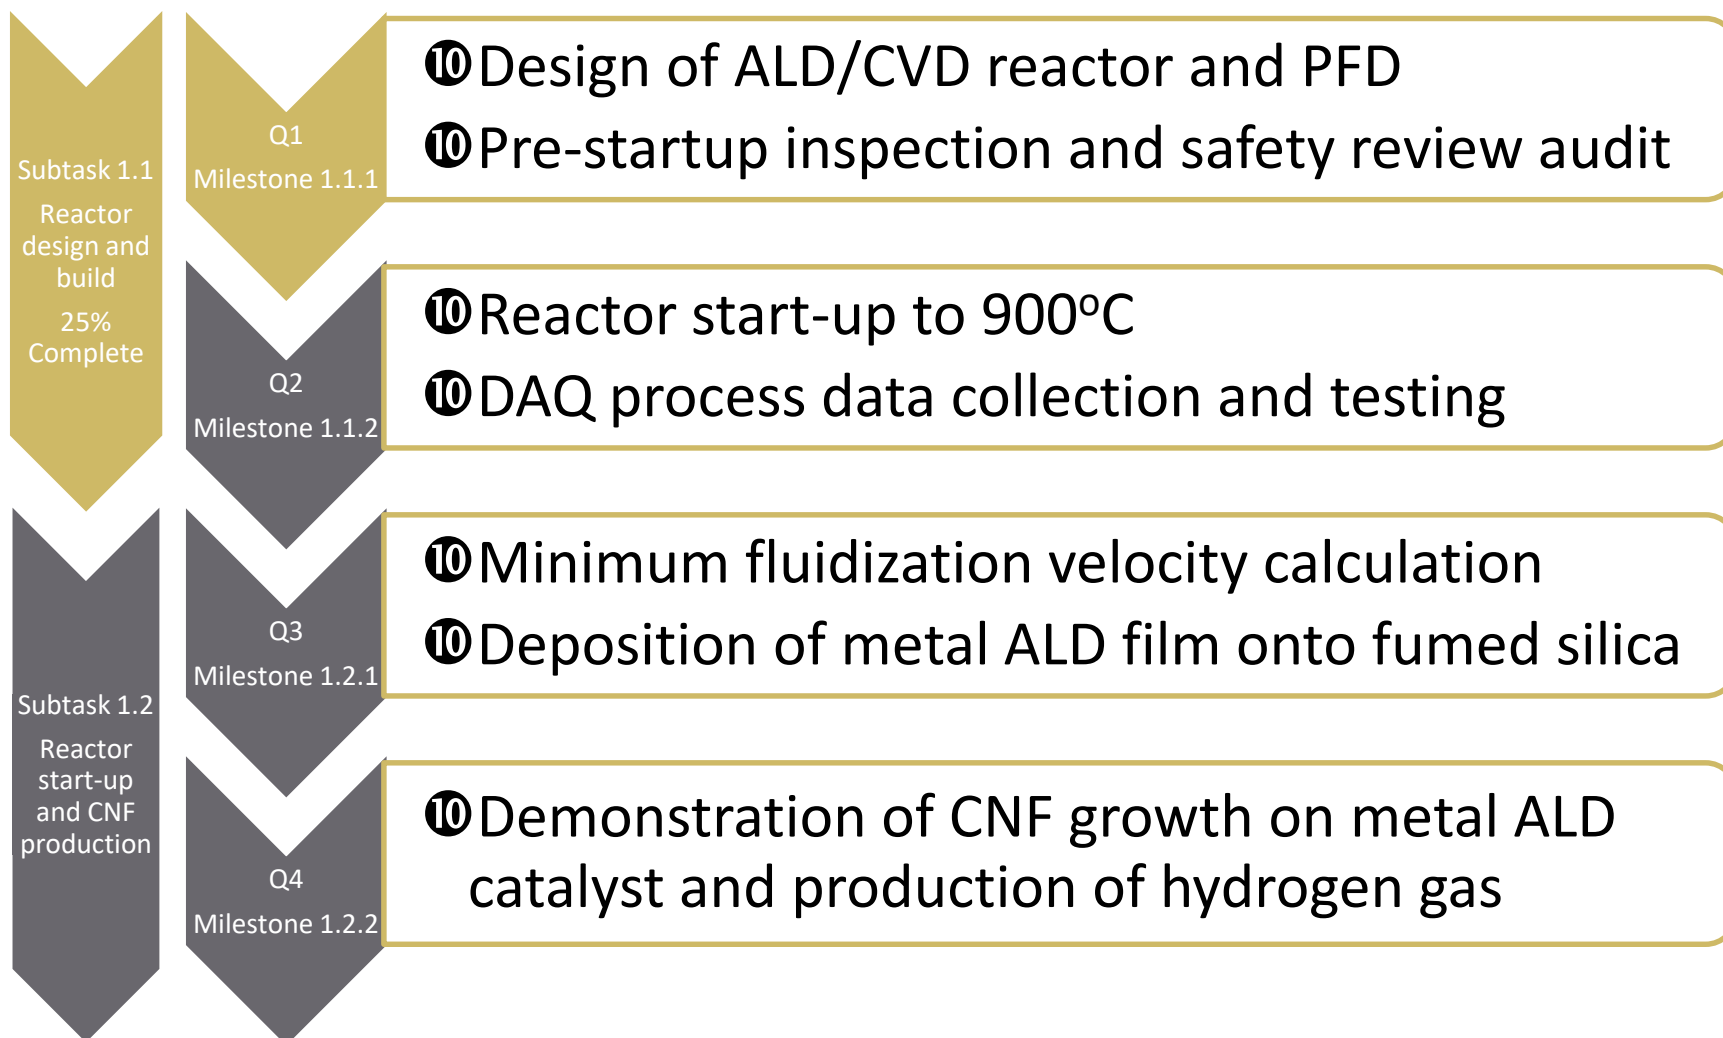 Subtask 1.1
Reactor
design and
build
25%
Complete
Q1
Milestone 1.1.1
❿Design of ALD/CVD reactor and PFD
❿Pre-startup inspection and safety review audit
Q2
Milestone 1.1.2
❿Reactor start-up to 900ºC
❿DAQ process data collection and testing
Subtask 1.2
Reactor
start-up
and CNF
production
Q3
Milestone 1.2.1
❿Minimum fluidization velocity calculation
❿Deposition of metal ALD film onto fumed silica
Q4
Milestone 1.2.2
❿Demonstration of CNF growth on metal ALD
catalyst and production of hydrogen gas